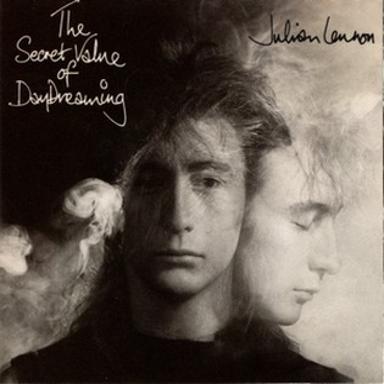 The
Secret Value
of
DayDreaming
Julian Lennon